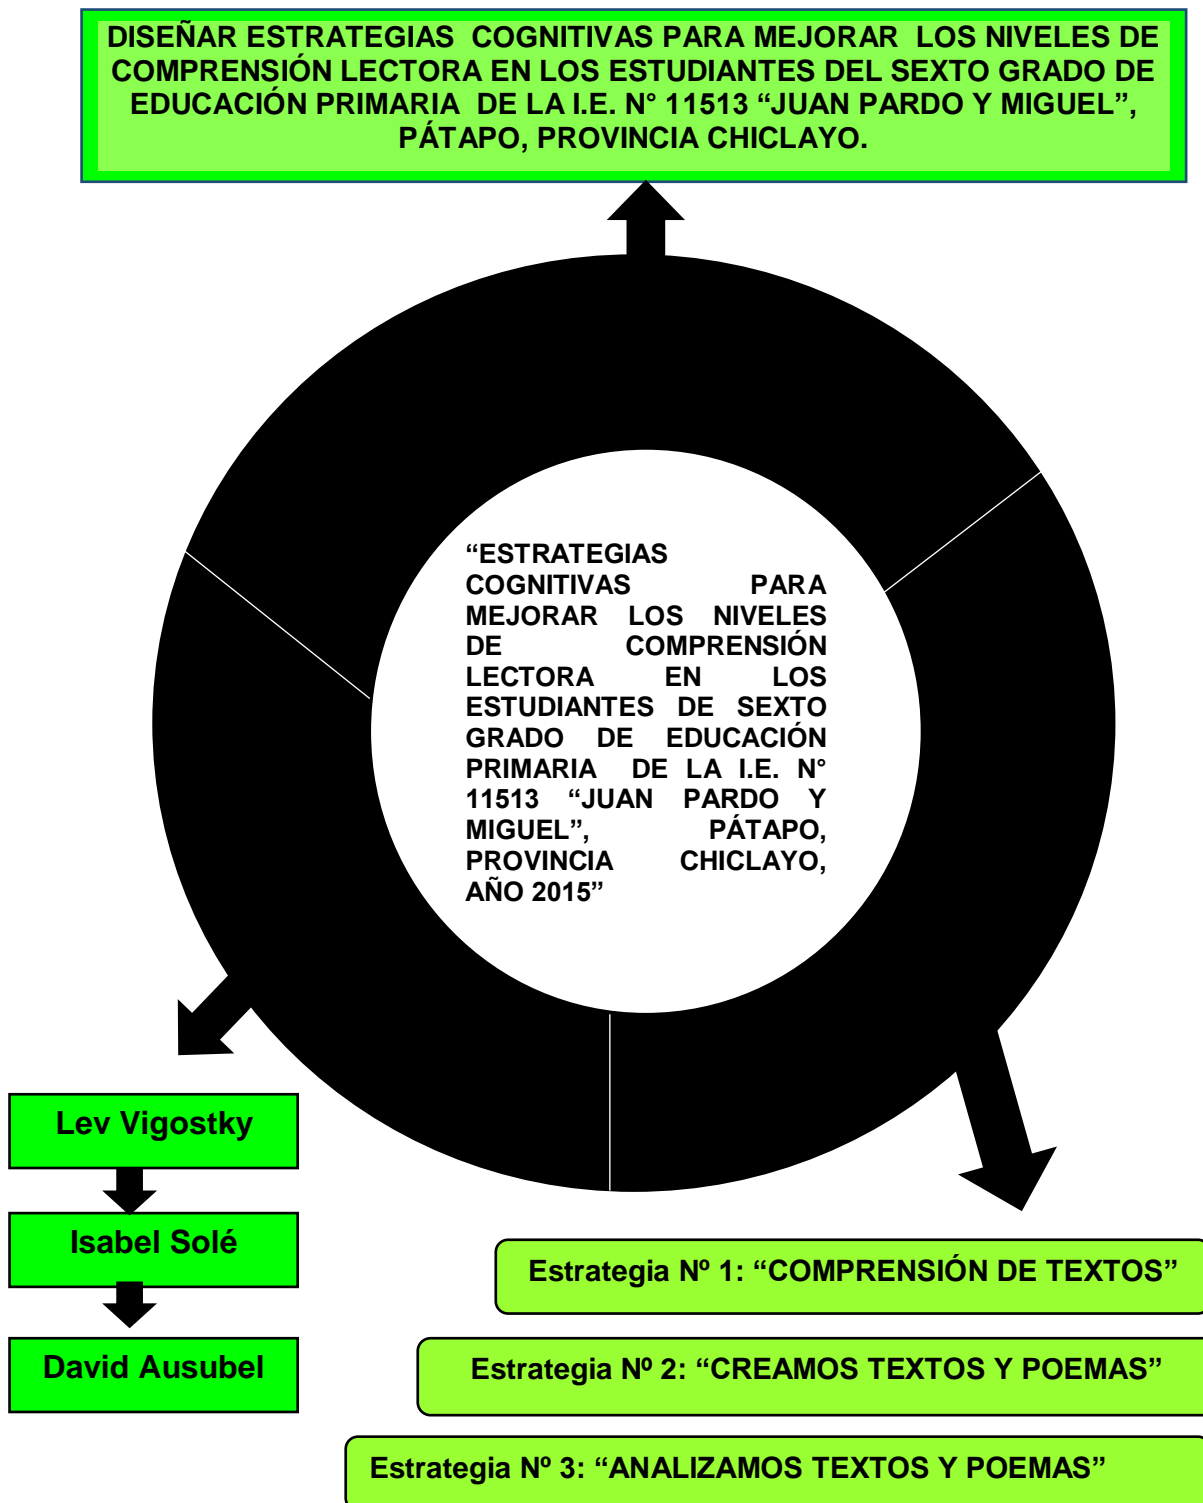 DISEÑAR ESTRATEGIAS COGNITIVAS PARA MEJORAR LOS NIVELES DE
COMPRENSIÓN LECTORA EN LOS ESTUDIANTES DEL SEXTO GRADO DE
EDUCACIÓN PRIMARIA DE LA I.E. N° 11513 “JUAN PARDO Y MIGUEL”,
PÁTAPO, PROVINCIA CHICLAYO.
“ESTRATEGIAS
COGNITIVAS PARA
MEJORAR LOS NIVELES
DE COMPRENSIÓN
LECTORA EN LOS
ESTUDIANTES DE SEXTO
GRADO DE EDUCACIÓN
PRIMARIA DE LA I.E. N°
11513 “JUAN PARDO Y
MIGUEL”, PÁTAPO,
PROVINCIA CHICLAYO,
AÑO 2015”
Lev Vigostky
Isabel Solé
David Ausubel
Estrategia Nº 1: “COMPRENSIÓN DE TEXTOS”
Estrategia Nº 2: “CREAMOS TEXTOS Y POEMAS”
Estrategia Nº 3: “ANALIZAMOS TEXTOS Y POEMAS”